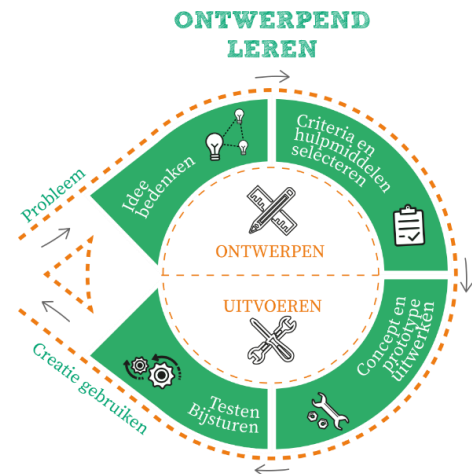 ONTWERPEND
LEREN
Probleem
Idee
bedenken
Criteria en
hulpmiddelen
selecteren
ONTWERPEN
UITVOEREN
Concept en
prototype
uitwerken
Testen
Bijsturen
Creatie gebruiken